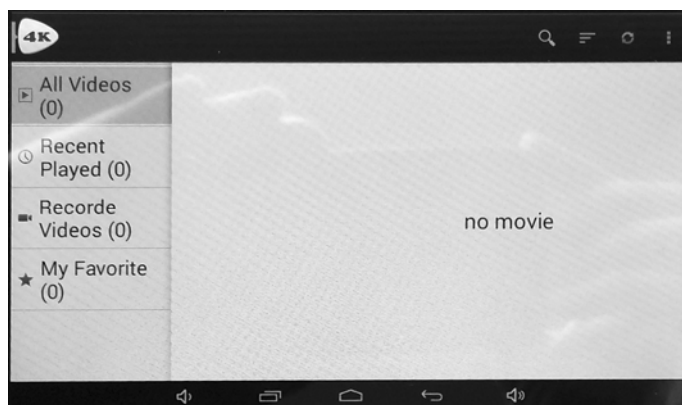 4K
All Videos
(0)
Recent
Played (0)
Recorde
Videos (0)
My Favorite
(0)
no movie